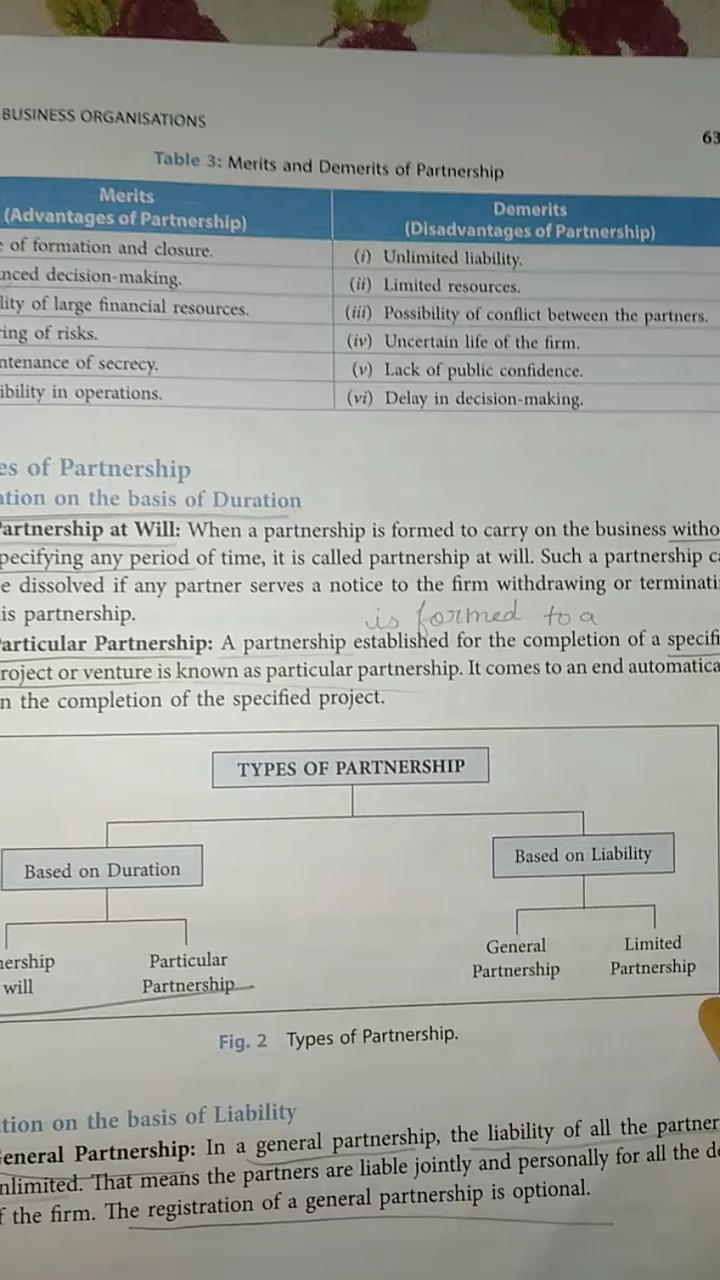 BUSINESS ORGANISATIONS
63
Table 3: Merits and Demerits of Partnership
Merits
(Advantages of Partnership)
Demerits
(Disadvantages of Partnership)
of formation and closure.
(i) Unlimited liability.
nced decision-making.
(ii) Limited resources.
lity of large financial resources.
(iii) Possibility of conflict between the partners.
ring of risks.
(iv) Uncertain life of the firm.
ntenance of secrecy.
(v) Lack of public confidence.
ibility in operations.
(vi) Delay in decision-making.
es of Partnership
ation on the basis of Duration
artnership at Will: When a partnership is formed to carry on the business witho
pecifying any period of time, it is called partnership at will. Such a partnership ca
e dissolved if any partner serves a notice to the firm withdrawing or terminati
is partnership.
is formed to a
articular Partnership: A partnership established for the completion of a specifi
roject or venture is known as particular partnership. It comes to an end automatica
n the completion of the specified project.
TYPES OF PARTNERSHIP
Based on Duration
Based on Liability
nership
will
Particular
Partnership
General
Partnership
Limited
Partnership
Fig. 2 Types of Partnership.
tion on the basis of Liability
eneral Partnership: In a general partnership, the liability of all the partner
nlimited. That means the partners are liable jointly and personally for all the de
f the firm. The registration of a general partnership is optional.